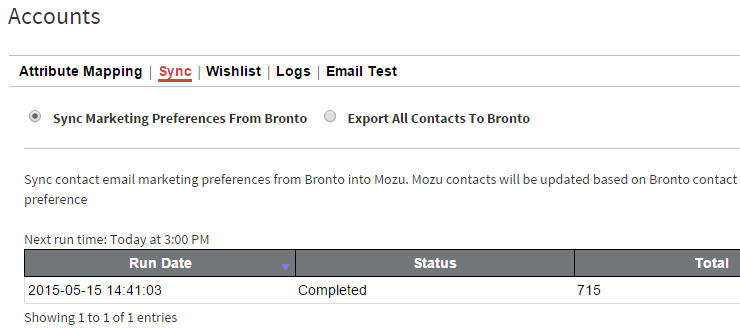 Accounts
Attribute Mapping | Sync | Wishlist | Logs | Email Test
Sync Marketing Preferences From Bronto Export All Contacts To Bronto
Sync contact email marketing preferences from Bronto into Mozu. Mozu contacts will be updated based on Bronto contact
preference
Next run time: Today at 3:00 PM
Run Date Status Total
2015-05-15 14:41:03 Completed 715
Showing 1 to 1 of 1 entries